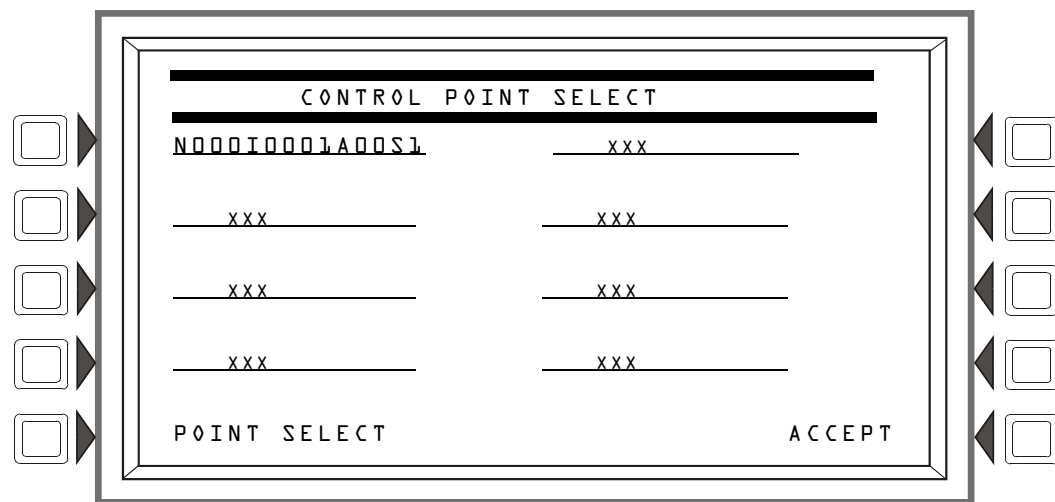 CONTROL POINT SELECT
N000I0001A00S1 XXX
XXX XXX
XXX XXX
XXX XXX
POINT SELECT ACCEPT